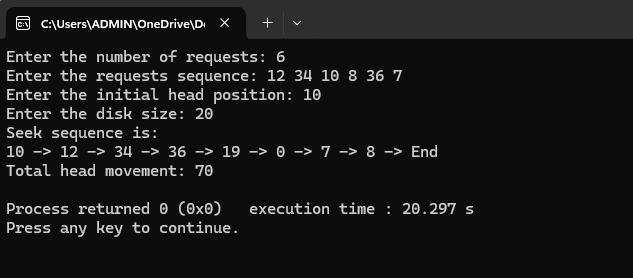 C:\Users\ADMIN\OneDrive\D
Enter the number of requests: 6
Enter the requests sequence: 12 34 10 8 36 7
Enter the initial head position: 10
Enter the disk size: 20
Seek sequence is:
10 -> 12 -> 34 -> 36 -> 19 -> 0 -> 7 -> 8 -> End
Total head movement: 70
Process returned 0 (0x0)   execution time : 20.297 s
Press any key to continue.